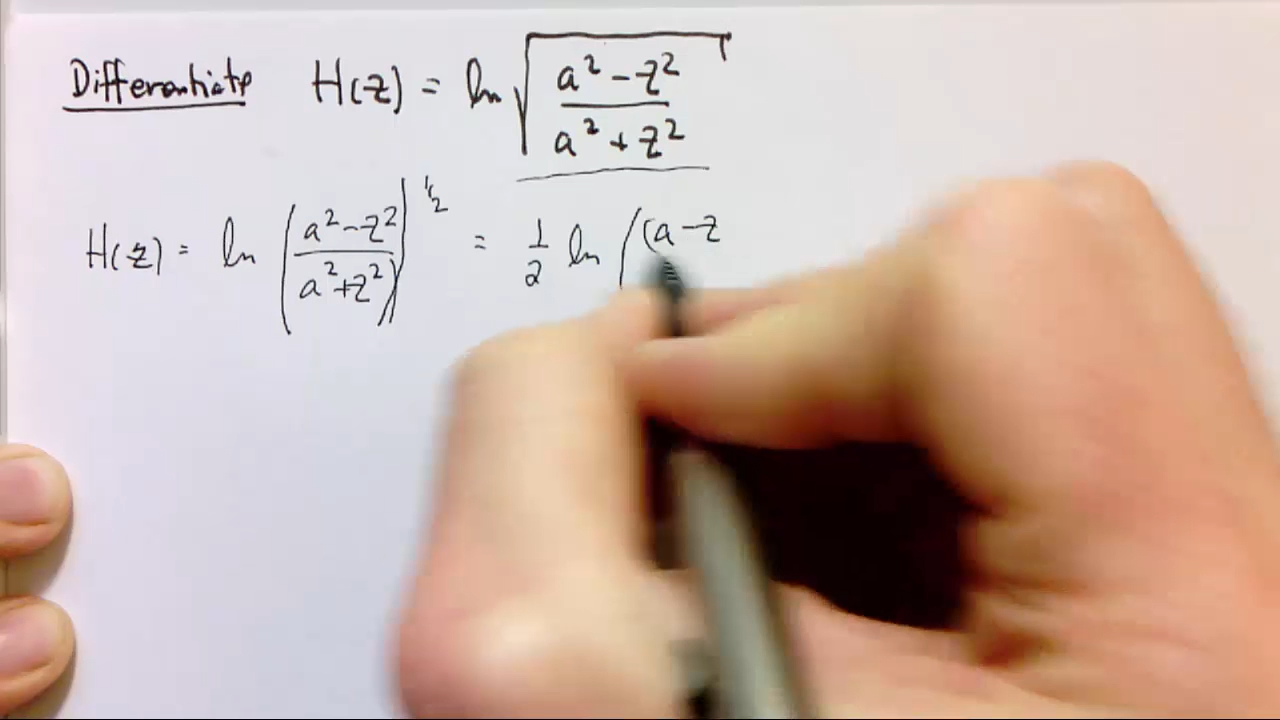 Differentiate H(z) = ln √((a² - z²)/(a² + z²))
H(z) = ln ((a² - z²)/(a² + z²))^(1/2) = 1/2 ln ((a - z